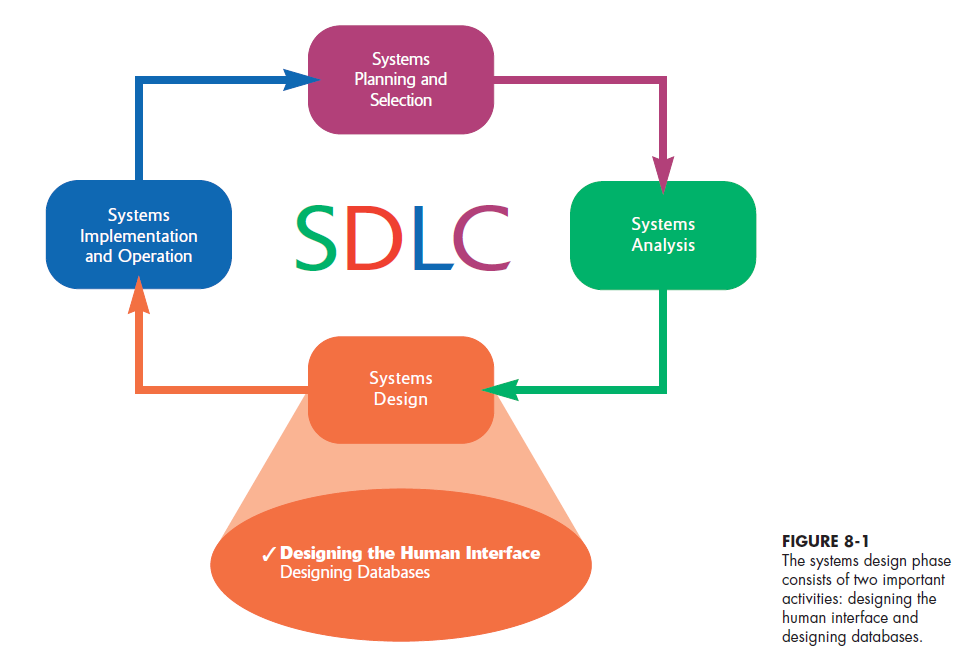 Systems
Planning and
Selection
Systems
Implementation
and Operation
SDLC
Systems
Analysis
Systems
Design
✓ Designing the Human Interface
Designing Databases
FIGURE 8-1
The systems design phase
consists of two important
activities: designing the
human interface and
designing databases.